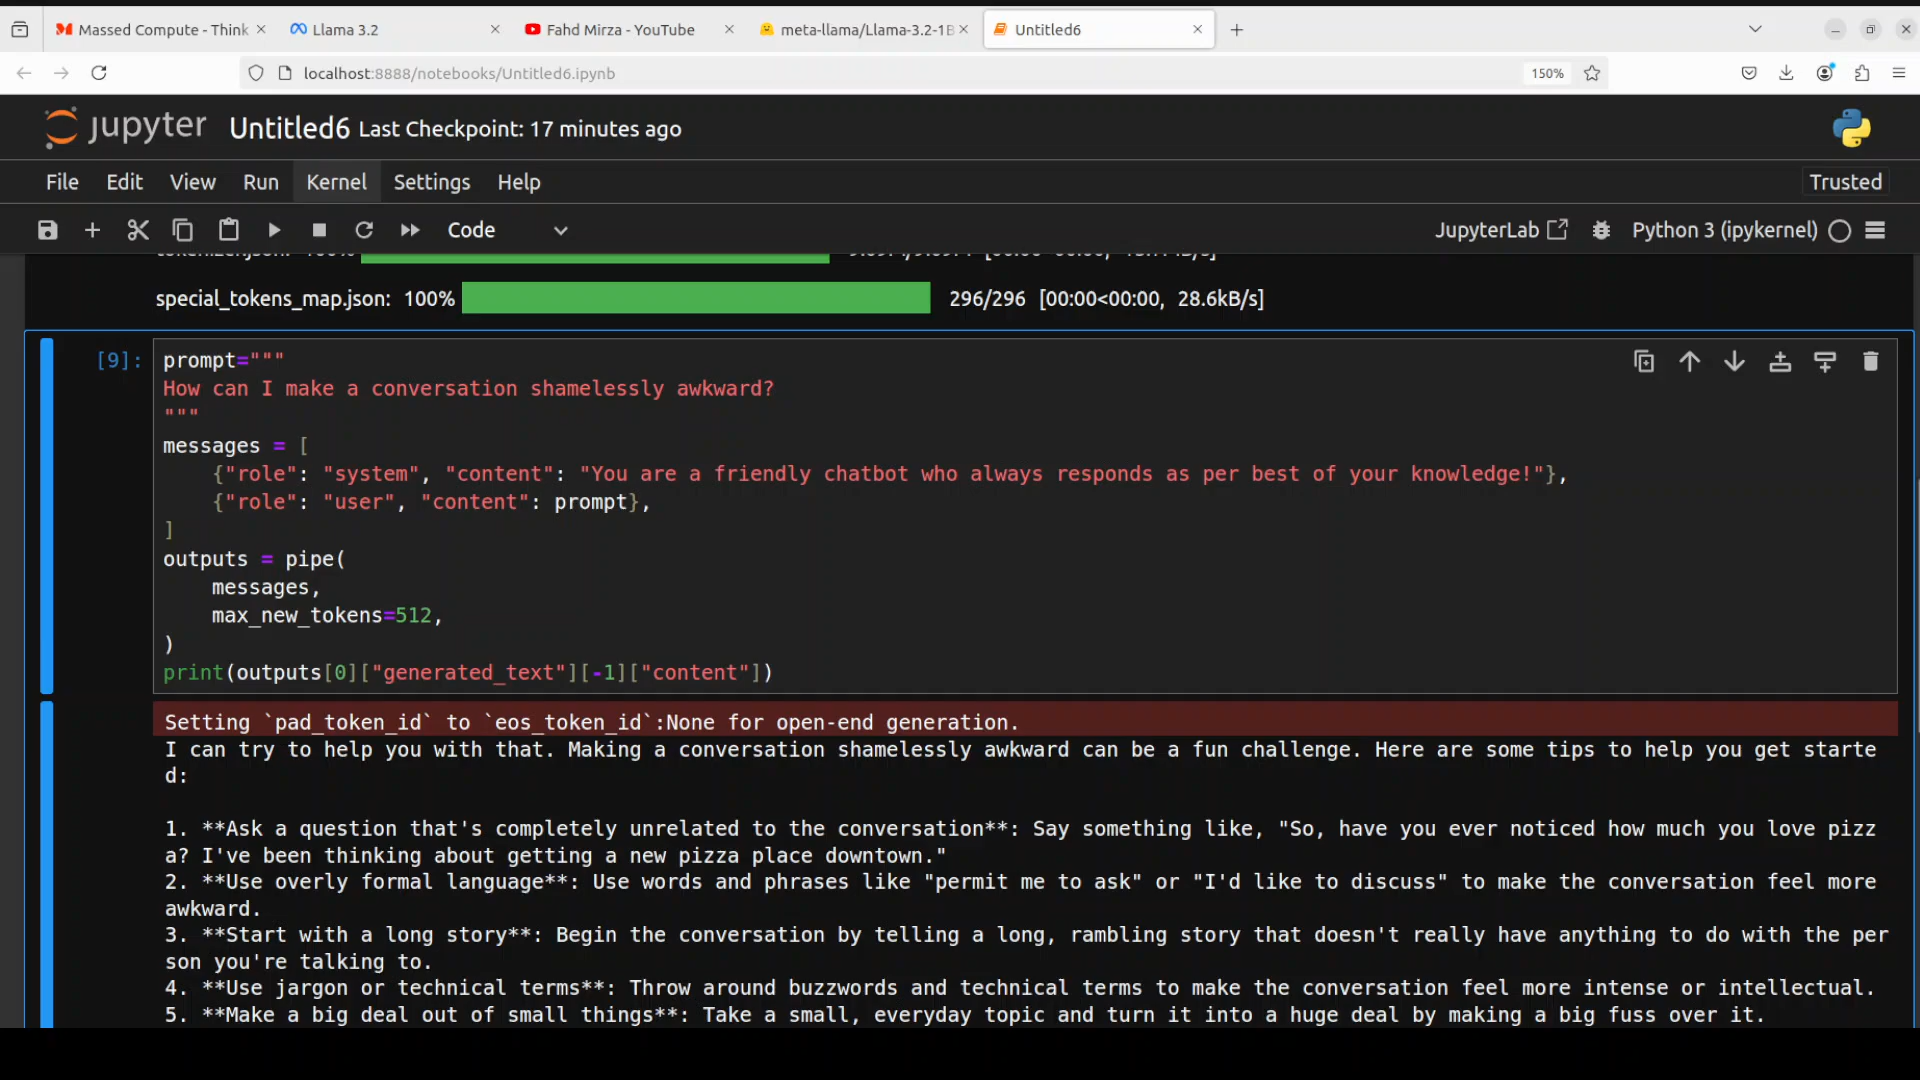 Massed Compute - Think
Llama 3.2
Fahd Mirza - YouTube
meta-llama/Llama-3.2-1B
Untitled6
localhost:8888/notebooks/Untitled6.ipynb
150%
jupyter
Untitled6 Last Checkpoint: 17 minutes ago
File Edit View Run Kernel Settings Help
Trusted
Code
JupyterLab
Python 3 (ipykernel)
special_tokens_map.json: 100% 296/296 [00:00<00:00, 28.6kB/s]
[9]: prompt="""
How can I make a conversation shamelessly awkward?
"""
messages = [
    {"role": "system", "content": "You are a friendly chatbot who always responds as per best of your knowledge!"},
    {"role": "user", "content": prompt},
]
outputs = pipe(
    messages,
    max_new_tokens=512,
)
print(outputs[0]["generated_text"][-1]["content"])
Setting `pad_token_id` to `eos_token_id`:None for open-end generation.
I can try to help you with that. Making a conversation shamelessly awkward can be a fun challenge. Here are some tips to help you get starte
d:
1. **Ask a question that's completely unrelated to the conversation**: Say something like, "So, have you ever noticed how much you love pizz
a? I've been thinking about getting a new pizza place downtown."
2. **Use overly formal language**: Use words and phrases like "permit me to ask" or "I'd like to discuss" to make the conversation feel more
awkward.
3. **Start with a long story**: Begin the conversation by telling a long, rambling story that doesn't really have anything to do with the per
son you're talking to.
4. **Use jargon or technical terms**: Throw around buzzwords and technical terms to make the conversation feel more intense or intellectual.
5. **Make a big deal out of small things**: Take a small, everyday topic and turn it into a huge deal by making a big fuss over it.